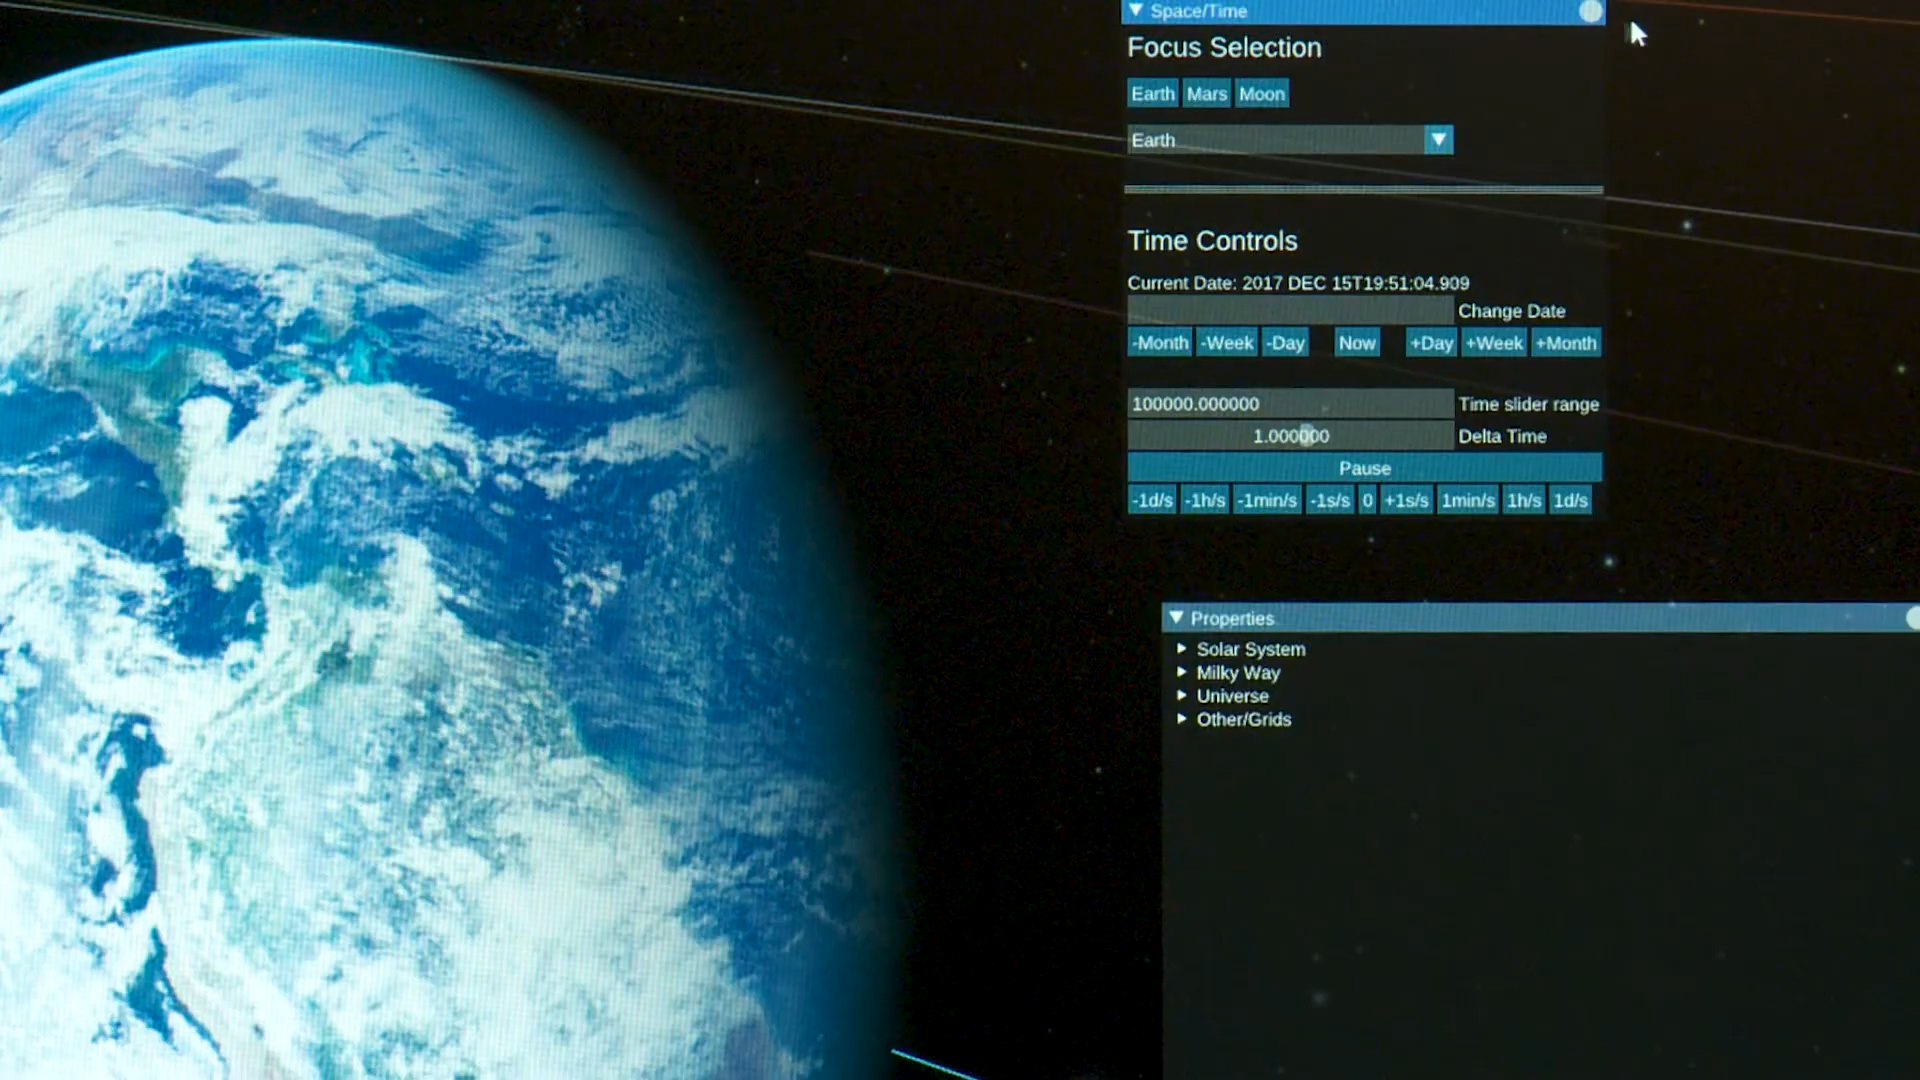 Space/Time
Focus Selection
Earth Mars Moon
Earth
Time Controls
Current Date: 2017 DEC 15T19:51:04.909
Change Date
-Month -Week -Day Now +Day +Week +Month
100000.000000 Time slider range
1.000000 Delta Time
Pause
-1d/s -1h/s -1min/s -1s/s 0 +1s/s 1min/s 1h/s 1d/s
Properties
Solar System
Milky Way
Universe
Other/Grids